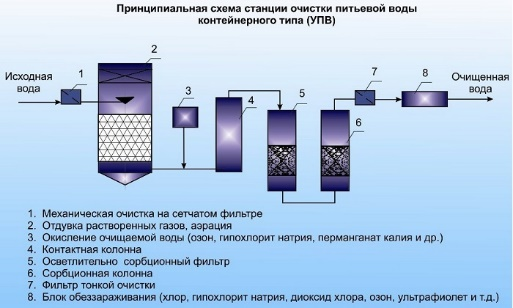 Принципиальная схема станции очистки питьевой воды
контейнерного типа (УПВ)
Исходная
вода
1
2
3
4
5
6
7
8
Очищенная
вода
1. Механическая очистка на сетчатом фильтре
2. Отдувка растворенных газов, аэрация
3. Окисление очищаемой воды (озон, гипохлорит натрия, перманганат калия и др.)
4. Контактная колонна
5. Осветлительно сорбционный фильтр
6. Сорбционная колонна
7. Фильтр тонкой очистки
8. Блок обеззараживания (хлор, гипохлорит натрия, диоксид хлора, озон, ультрафиолет и т.д.)